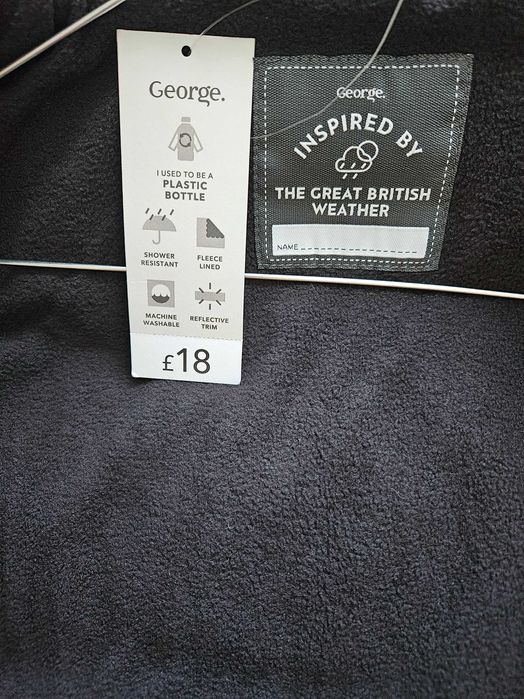 George.
I USED TO BE A
PLASTIC
BOTTLE
SHOWER
RESISTANT
FLEECE
LINED
MACHINE
WASHABLE
REFLECTIVE
TRIM
£18
George.
INSPIRED BY
THE GREAT BRITISH
WEATHER
NAME